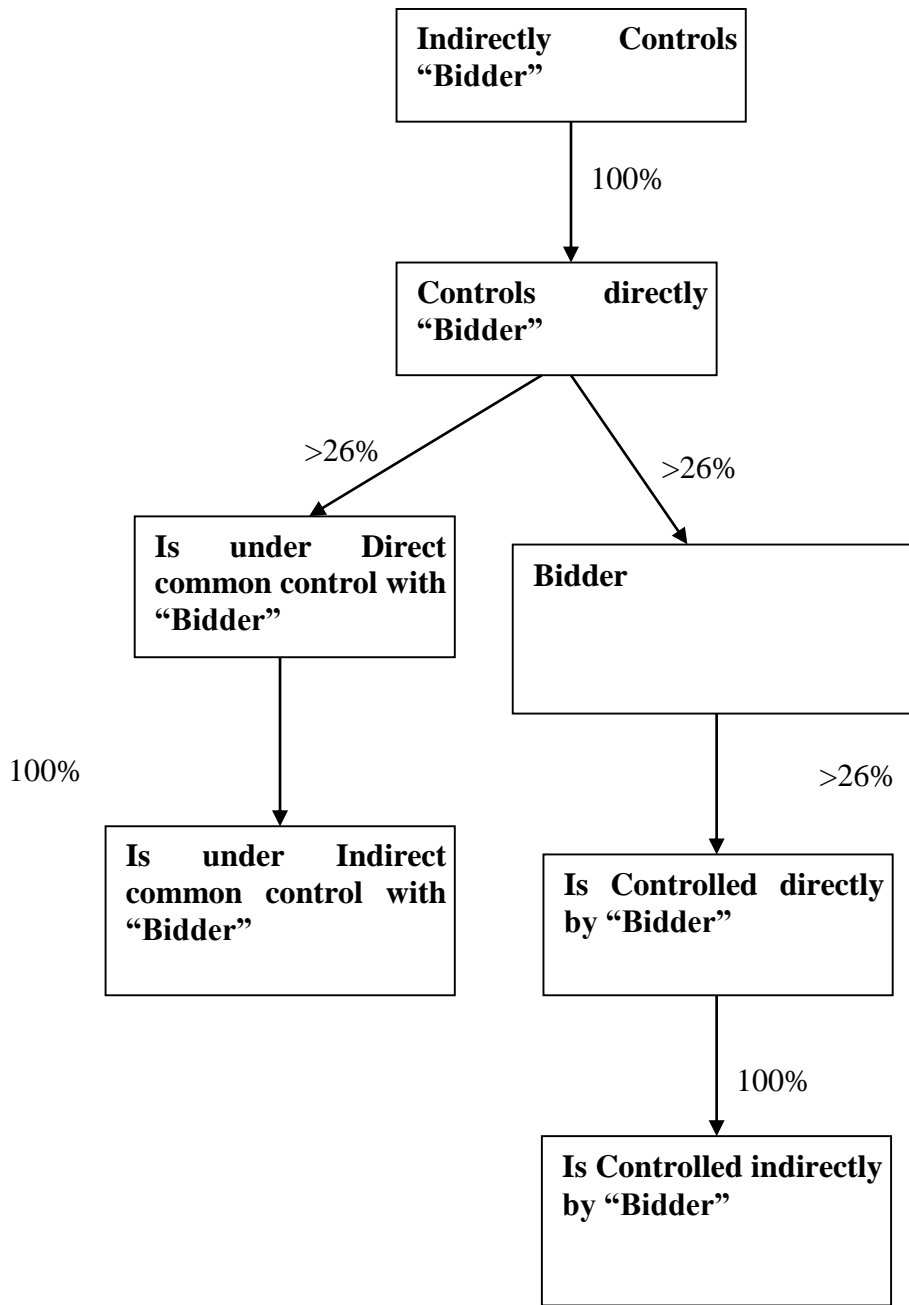 Indirectly Controls
“Bidder”
100%
Controls directly
“Bidder”
>26%
>26%
Is under Direct
common control with
“Bidder”
Bidder
100%
>26%
Is under Indirect
common control with
“Bidder”
Is Controlled directly
by “Bidder”
100%
Is Controlled indirectly
by “Bidder”